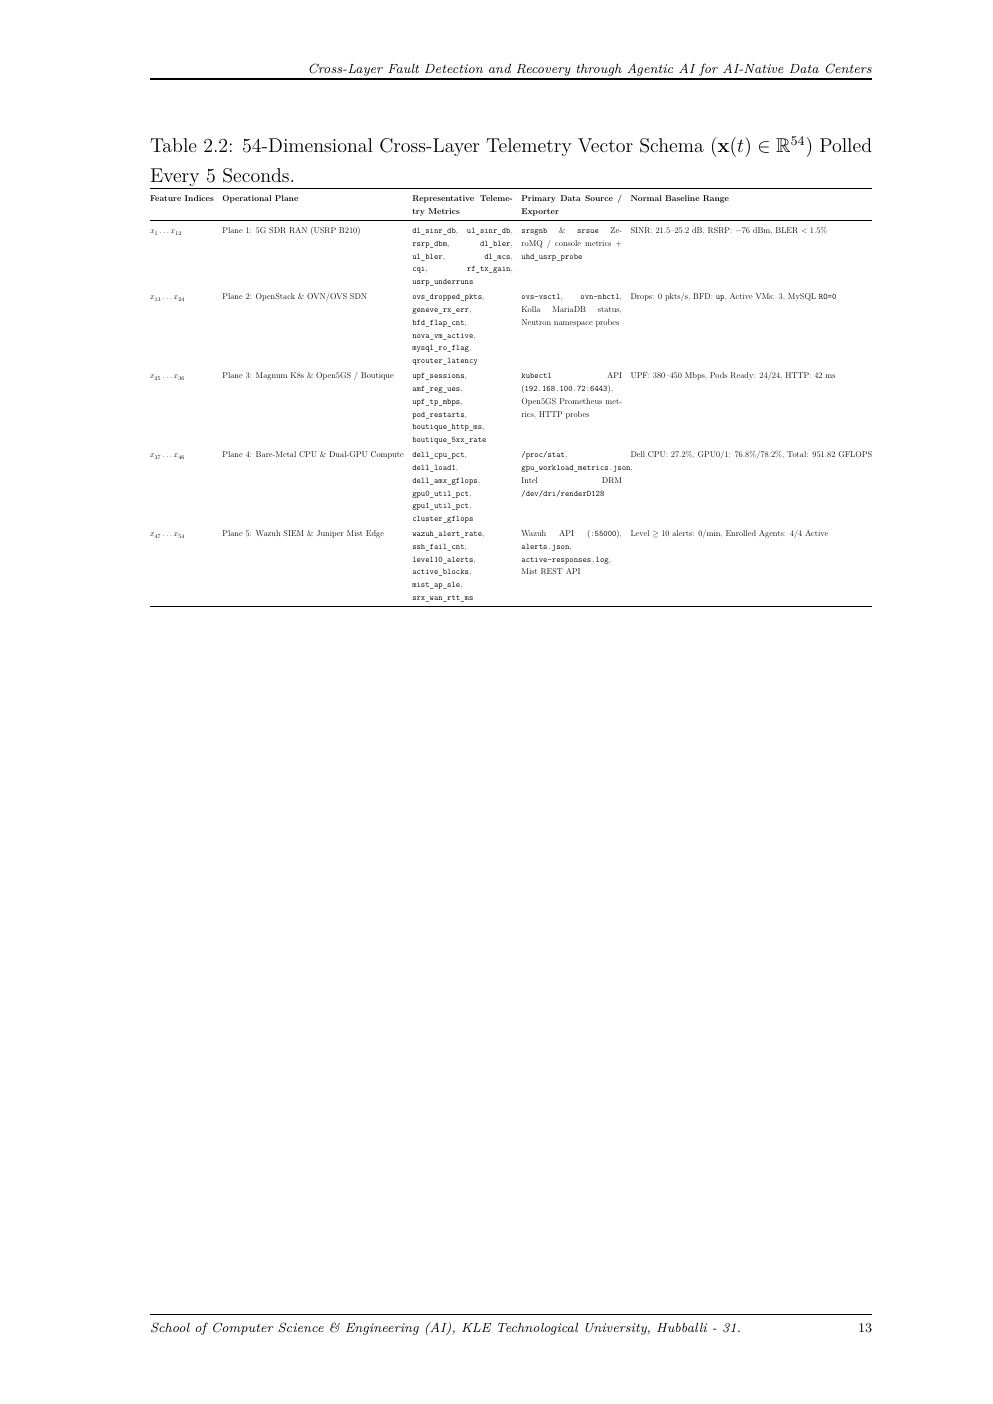 Cross-Layer Fault Detection and Recovery through Agentic AI for AI-Native Data Centers
Table 2.2: 54-Dimensional Cross-Layer Telemetry Vector Schema (x(t) ∈ ℝ⁵⁴) Polled
Every 5 Seconds.
Feature Indices Operational Plane Representative Teleme- Primary Data Source / Normal Baseline Range
try Metrics Exporter
x₁ … x₁₂ Plane 1: 5G SDR RAN (USRP B210) dl_sinr_db, ul_sinr_db, srsgnb & srsue Ze- SINR: 21.5–25.2 dB, RSRP: −76 dBm, BLER < 1.5%
rsrp_dbm, dl_bler, roMQ / console metrics +
ul_bler, dl_mcs, uhd_usrp_probe
cqi, rf_tx_gain,
usrp_underruns
x₁₃ … x₂₄ Plane 2: OpenStack & OVN/OVS SDN ovs_dropped_pkts, ovs-vsctl, ovn-nbctl, Drops: 0 pkts/s, BFD: up, Active VMs: 3, MySQL RO=0
geneve_rx_err, Kolla MariaDB status,
bfd_flap_cnt, Neutron namespace probes
nova_vm_active,
mysql_ro_flag,
qrouter_latency
x₂₅ … x₃₆ Plane 3: Magnum K8s & Open5GS / Boutique upf_sessions, kubectl API UPF: 380–450 Mbps, Pods Ready: 24/24, HTTP: 42 ms
amf_reg_ues, (192.168.100.72:6443),
upf_tp_mbps, Open5GS Prometheus met-
pod_restarts, rics, HTTP probes
boutique_http_ms,
boutique_5xx_rate
x₃₇ … x₄₆ Plane 4: Bare-Metal CPU & Dual-GPU Compute dell_cpu_pct, /proc/stat, Dell CPU: 27.2%, GPU0/1: 76.8%/78.2%, Total: 951.82 GFLOPS
dell_load1, gpu_workload_metrics.json,
dell_amx_gflops, Intel DRM
gpu0_util_pct, /dev/dri/renderD128
gpu1_util_pct,
cluster_gflops
x₄₇ … x₅₄ Plane 5: Wazuh SIEM & Juniper Mist Edge wazuh_alert_rate, Wazuh API (:55000), Level ≥ 10 alerts: 0/min, Enrolled Agents: 4/4 Active
ssh_fail_cnt, alerts.json,
level10_alerts, active-responses.log,
active_blocks, Mist REST API
mist_ap_sle,
srx_wan_rtt_ms
School of Computer Science & Engineering (AI), KLE Technological University, Hubballi - 31. 13